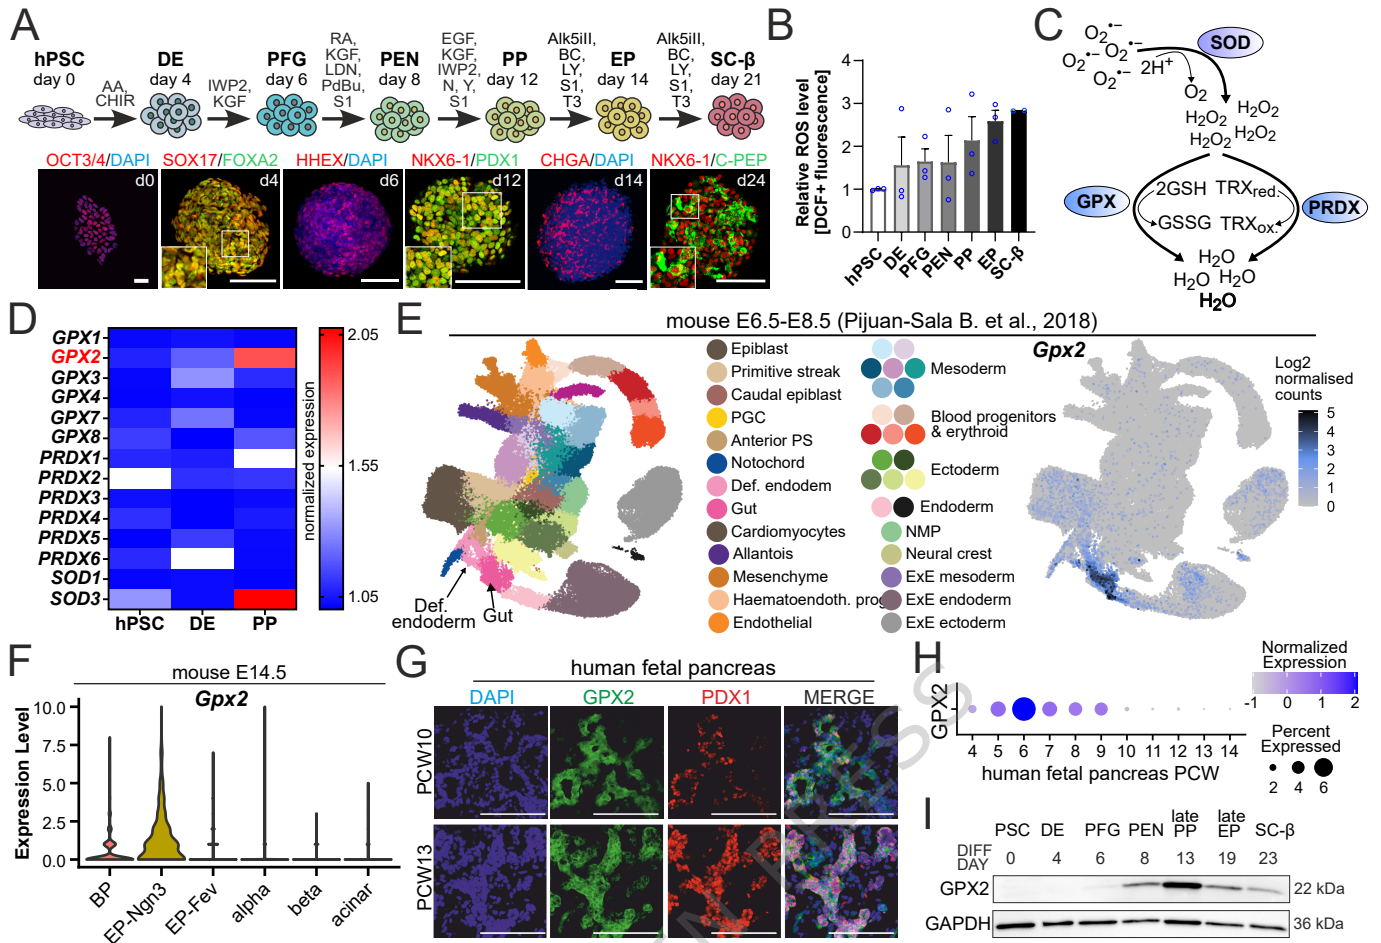 A
hPSC
day 0
AA,
CHIR
DE
day 4
IWP2,
KGF
PFG
day 6
RA,
KGF,
LDN,
PdBu,
S1
PEN
day 8
EGF,
KGF,
IWP2
N, Y,
S1
PP
day 12
Alk5iII,
BC,
LY,
S1,
T3
EP
day 14
Alk5iII,
BC,
LY,
S1,
T3
SC-β
day 21
OCT3/4/DAPI
SOX17/FOXA2
HHEX/DAPI
NKX6-1/PDX1
CHGA/DAPI
NKX6-1/C-PEP
d0
d4
d6
d12
d14
d24
B
Relative ROS level
[DCF+ fluorescence]
4
3
2
1
0
hPSC
DE
PFG
PEN
PP
EP
SC-β
C
O2•−
O2•−
O2•−
O2•−
2H+
SOD
O2
H2O2
H2O2
H2O2
H2O2
GPX
2GSH
TRXred.
GSSG
TRXox.
PRDX
H2O
H2O
H2O
H2O
D
GPX1
GPX2
GPX3
GPX4
GPX7
GPX8
PRDX1
PRDX2
PRDX3
PRDX4
PRDX5
PRDX6
SOD1
SOD3
hPSC
DE
PP
2.05
1.55
1.05
normalized expression
E
mouse E6.5-E8.5 (Pijuan-Sala B. et al., 2018)
Def.
endoderm
Gut
Epiblast
Primitive streak
Caudal epiblast
PGC
Anterior PS
Notochord
Def. endodem
Gut
Cardiomyocytes
Allantois
Mesenchyme
Haematoendoth. prog
Endothelial
Mesoderm
Blood progenitors
& erythroid
Ectoderm
Endoderm
NMP
Neural crest
ExE mesoderm
ExE endoderm
ExE ectoderm
Gpx2
Log2
normalised
counts
5
4
3
2
1
0
F
mouse E14.5
Gpx2
Expression Level
10.0
7.5
5.0
2.5
0.0
BP
EP-Ngn3
EP-Fev
alpha
beta
acinar
G
human fetal pancreas
DAPI
GPX2
PDX1
MERGE
PCW10
PCW13
H
GPX2
4 5 6 7 8 9 10 11 12 13 14
human fetal pancreas PCW
Normalized
Expression
-1 0 1 2
Percent
Expressed
2 4 6
I
PSC DE PFG PEN late PP late EP SC-β
DIFF
DAY
0 4 6 8 13 19 23
GPX2
22 kDa
GAPDH
36 kDa